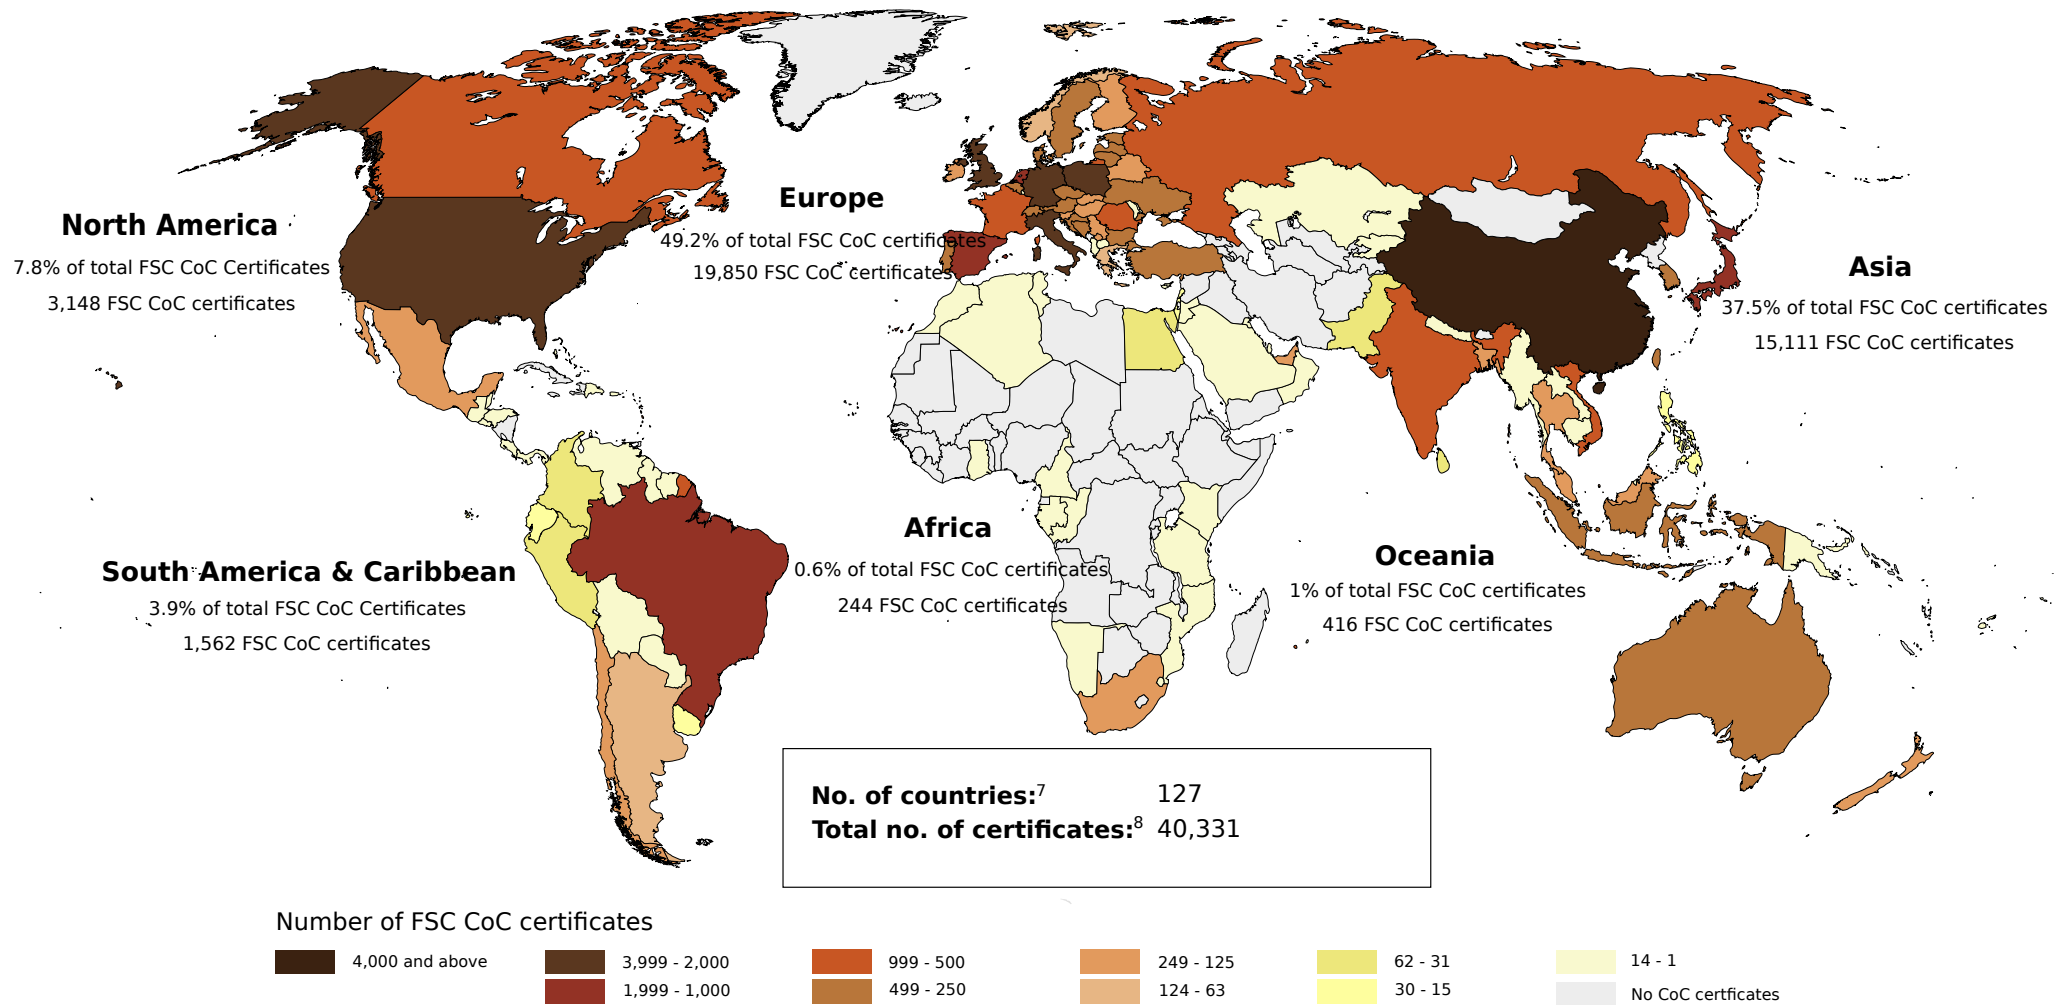 North America
7.8% of total FSC CoC Certificates
3,148 FSC CoC certificates
Europe
49.2% of total FSC CoC certificates
19,850 FSC CoC certificates
Asia
37.5% of total FSC CoC certificates
15,111 FSC CoC certificates
South America & Caribbean
3.9% of total FSC CoC Certificates
1,562 FSC CoC certificates
Africa
0.6% of total FSC CoC certificates
244 FSC CoC certificates
Oceania
1% of total FSC CoC certificates
416 FSC CoC certificates
No. of countries:7 127
Total no. of certificates:8 40,331
Number of FSC CoC certificates
4,000 and above
3,999 - 2,000
999 - 500
249 - 125
62 - 31
14 - 1
1,999 - 1,000
499 - 250
124 - 63
30 - 15
No CoC certficates